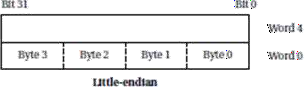 Bit 31 Bit 0
Word 4
Byte 3 Byte 2 Byte 1 Byte 0 Word 0
Little-endian